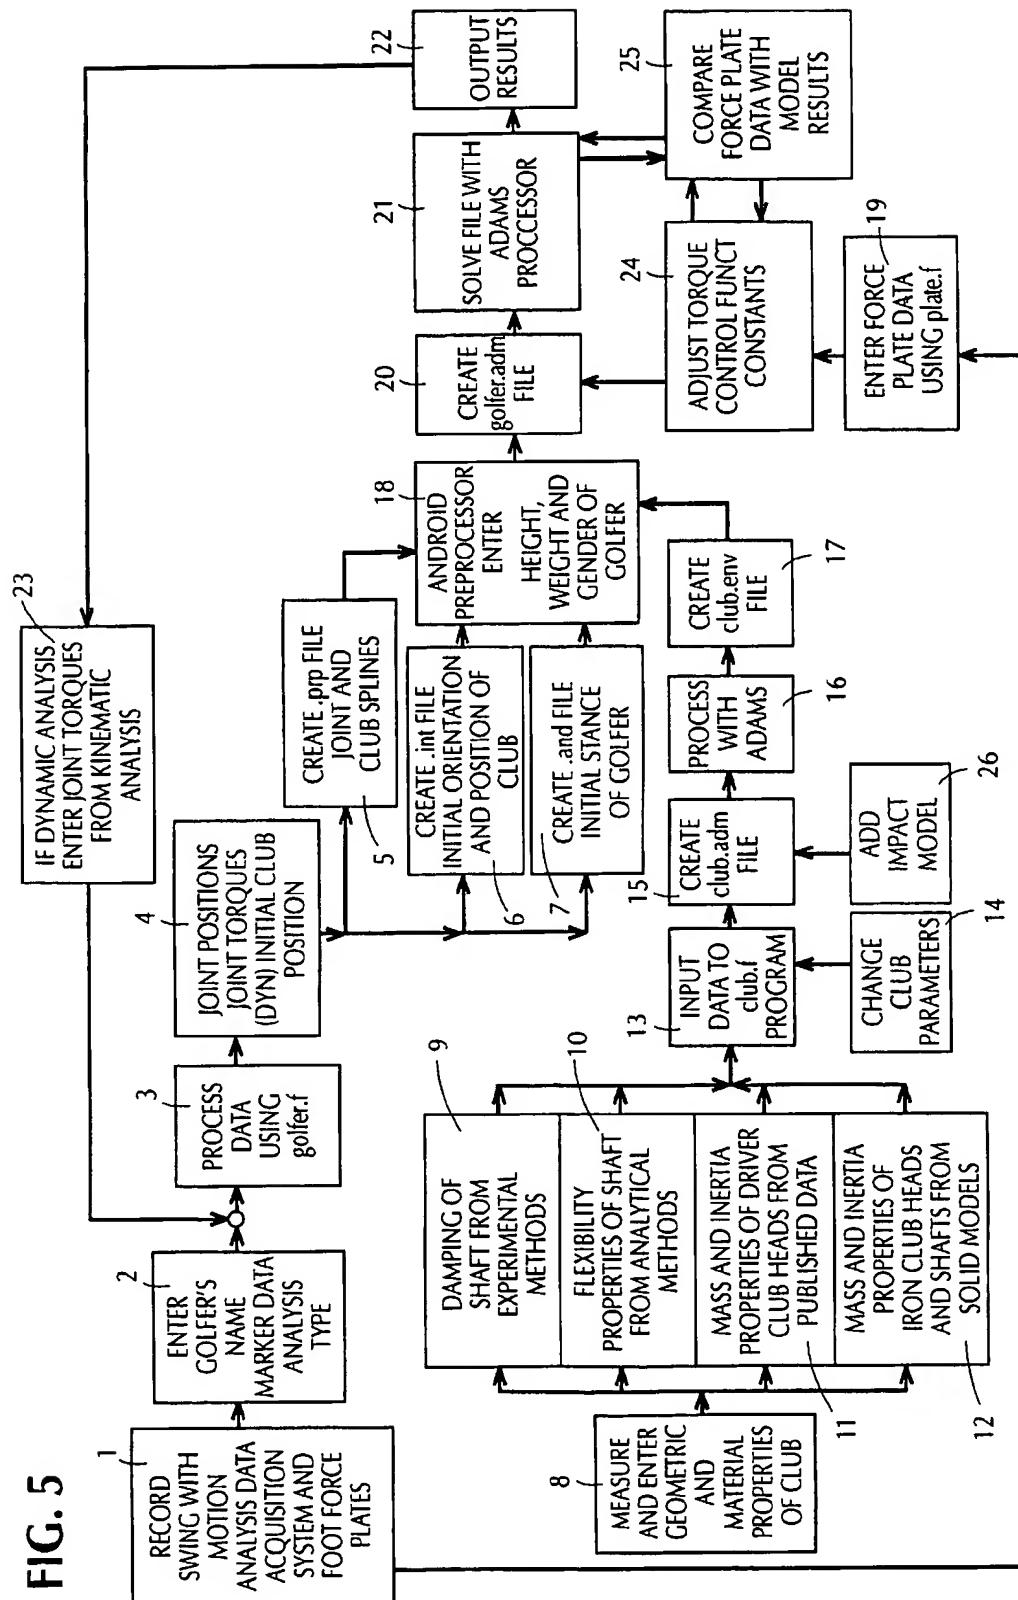 FIG. 5
1
RECORD
SWING WITH
MOTION
ANALYSIS DATA
ACQUISITION
SYSTEM AND
FOOT FORCE
PLATES
2
ENTER
GOLFER'S
NAME
MARKER DATA
ANALYSIS
TYPE
3
PROCESS
DATA
USING
golfer.f
4
JOINT POSITIONS
JOINT TORQUES
(DYN) INITIAL CLUB
POSITION
23
IF DYNAMIC ANALYSIS,
ENTER JOINT TORQUES
FROM KINEMATIC
ANALYSIS
CREATE .prp FILE
JOINT AND
CLUB SPLINES
5
CREATE .int FILE
INITIAL ORIENTATION
AND POSITION OF
CLUB
6
CREATE .and FILE
INITIAL STANCE
OF GOLFER
7
8
MEASURE
AND ENTER
GEOMETRIC
AND
MATERIAL
PROPERTIES
OF CLUB
9
DAMPING OF
SHAFT FROM
EXPERIMENTAL
METHODS
10
FLEXIBILITY
PROPERTIES OF SHAFT
FROM ANALYTICAL
METHODS
MASS AND INERTIA
PROPERTIES OF DRIVER
CLUB HEADS FROM
PUBLISHED DATA
11
MASS AND INERTIA
PROPERTIES OF
IRON CLUB HEADS
AND SHAFTS FROM
SOLID MODELS
12
13
INPUT
DATA TO
club.f
PROGRAM
CHANGE
CLUB
PARAMETERS
14
15
CREATE
club.adm
FILE
ADD
IMPACT
MODEL
26
PROCESS
WITH
ADAMS
16
CREATE
club.env
FILE
17
18
ANDROID
PREPROCESSOR
ENTER
HEIGHT,
WEIGHT AND
GENDER OF
GOLFER
20
CREATE
golfer.adm
FILE
21
SOLVE FILE WITH
ADAMS
PROCCESSOR
22
OUTPUT
RESULTS
24
ADJUST TORQUE
CONTROL FUNCT
CONSTANTS
25
COMPARE
FORCE PLATE
DATA WITH
MODEL
RESULTS
19
ENTER FORCE
PLATE DATA
USING plate.f